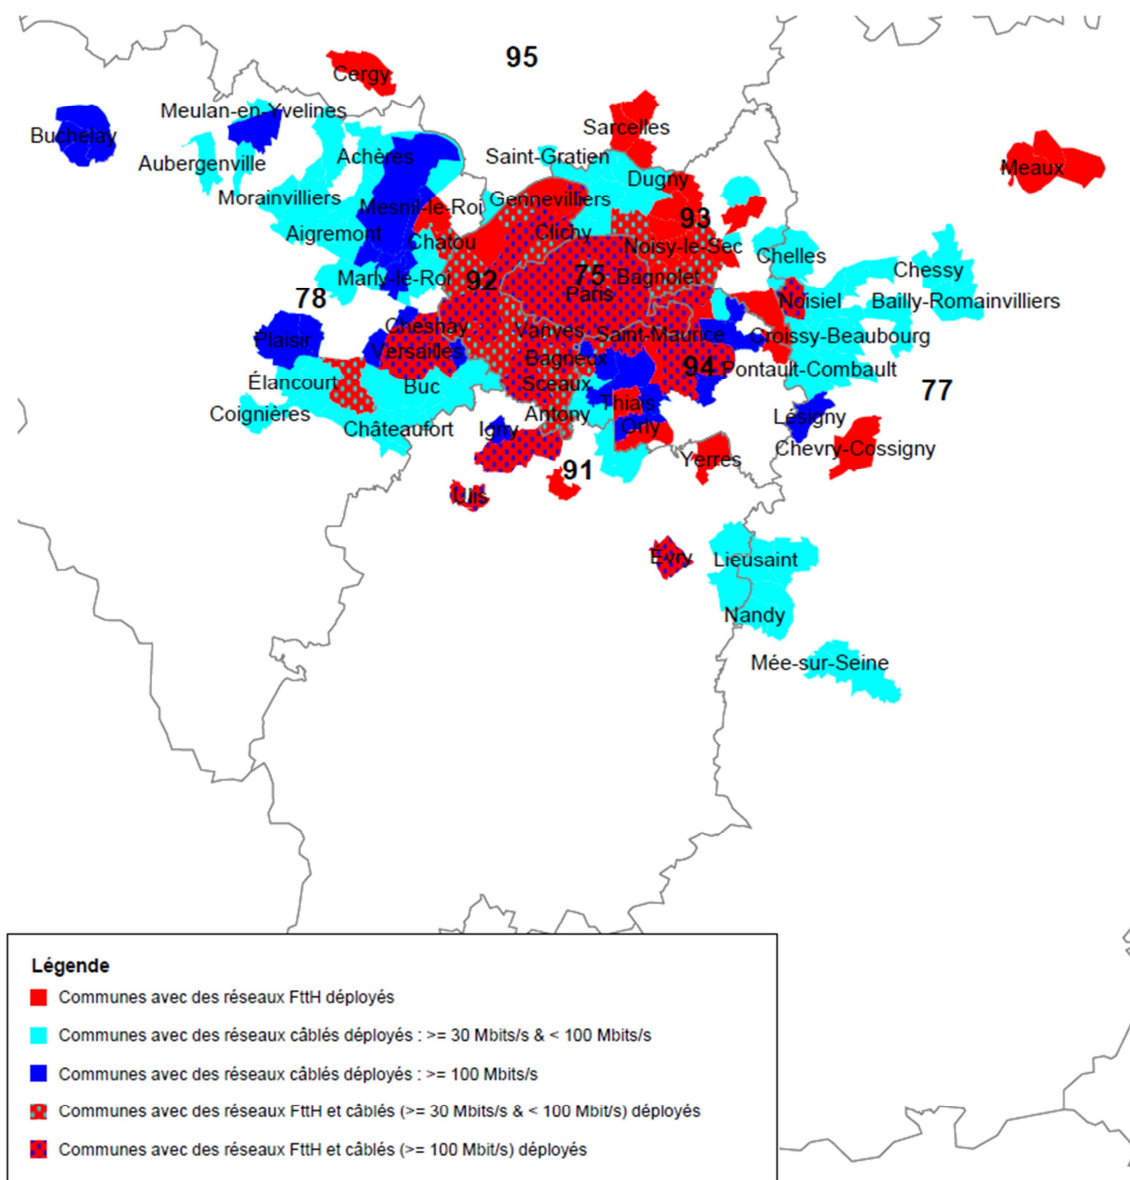 95
Cergy
Meulan-en-Yvelines
Buchelay
Sarcelles
Aubergenville
Achères
Saint-Gratien
Meaux
Dugny
Morainvilliers
Mesnil-le-Roi
Gennevilliers
93
Aigremont
Chatou
Clichy
Noisy-le-Sec
Chelles
Marly-le-Roi
92
75
Bagnolet
Chessy
78
Paris
Noisiel
Bailly-Romainvilliers
Chesnay
Vanves
Saint-Maurice
Croissy-Beaubourg
Plaisir
Versailles
Bagneux
94
Pontault-Combault
Élancourt
Buc
Sceaux
77
Coignières
Châteaufort
Antony
Thiais
Lésigny
Igny
Orly
Chevry-Cossigny
91
Yerres
Ulis
Evry
Lieusaint
Nandy
Mée-sur-Seine
Légende
Communes avec des réseaux FttH déployés
Communes avec des réseaux câblés déployés : >= 30 Mbits/s & < 100 Mbits/s
Communes avec des réseaux câblés déployés : >= 100 Mbits/s
Communes avec des réseaux FttH et câblés (>= 30 Mbits/s & < 100 Mbit/s) déployés
Communes avec des réseaux FttH et câblés (>= 100 Mbit/s) déployés